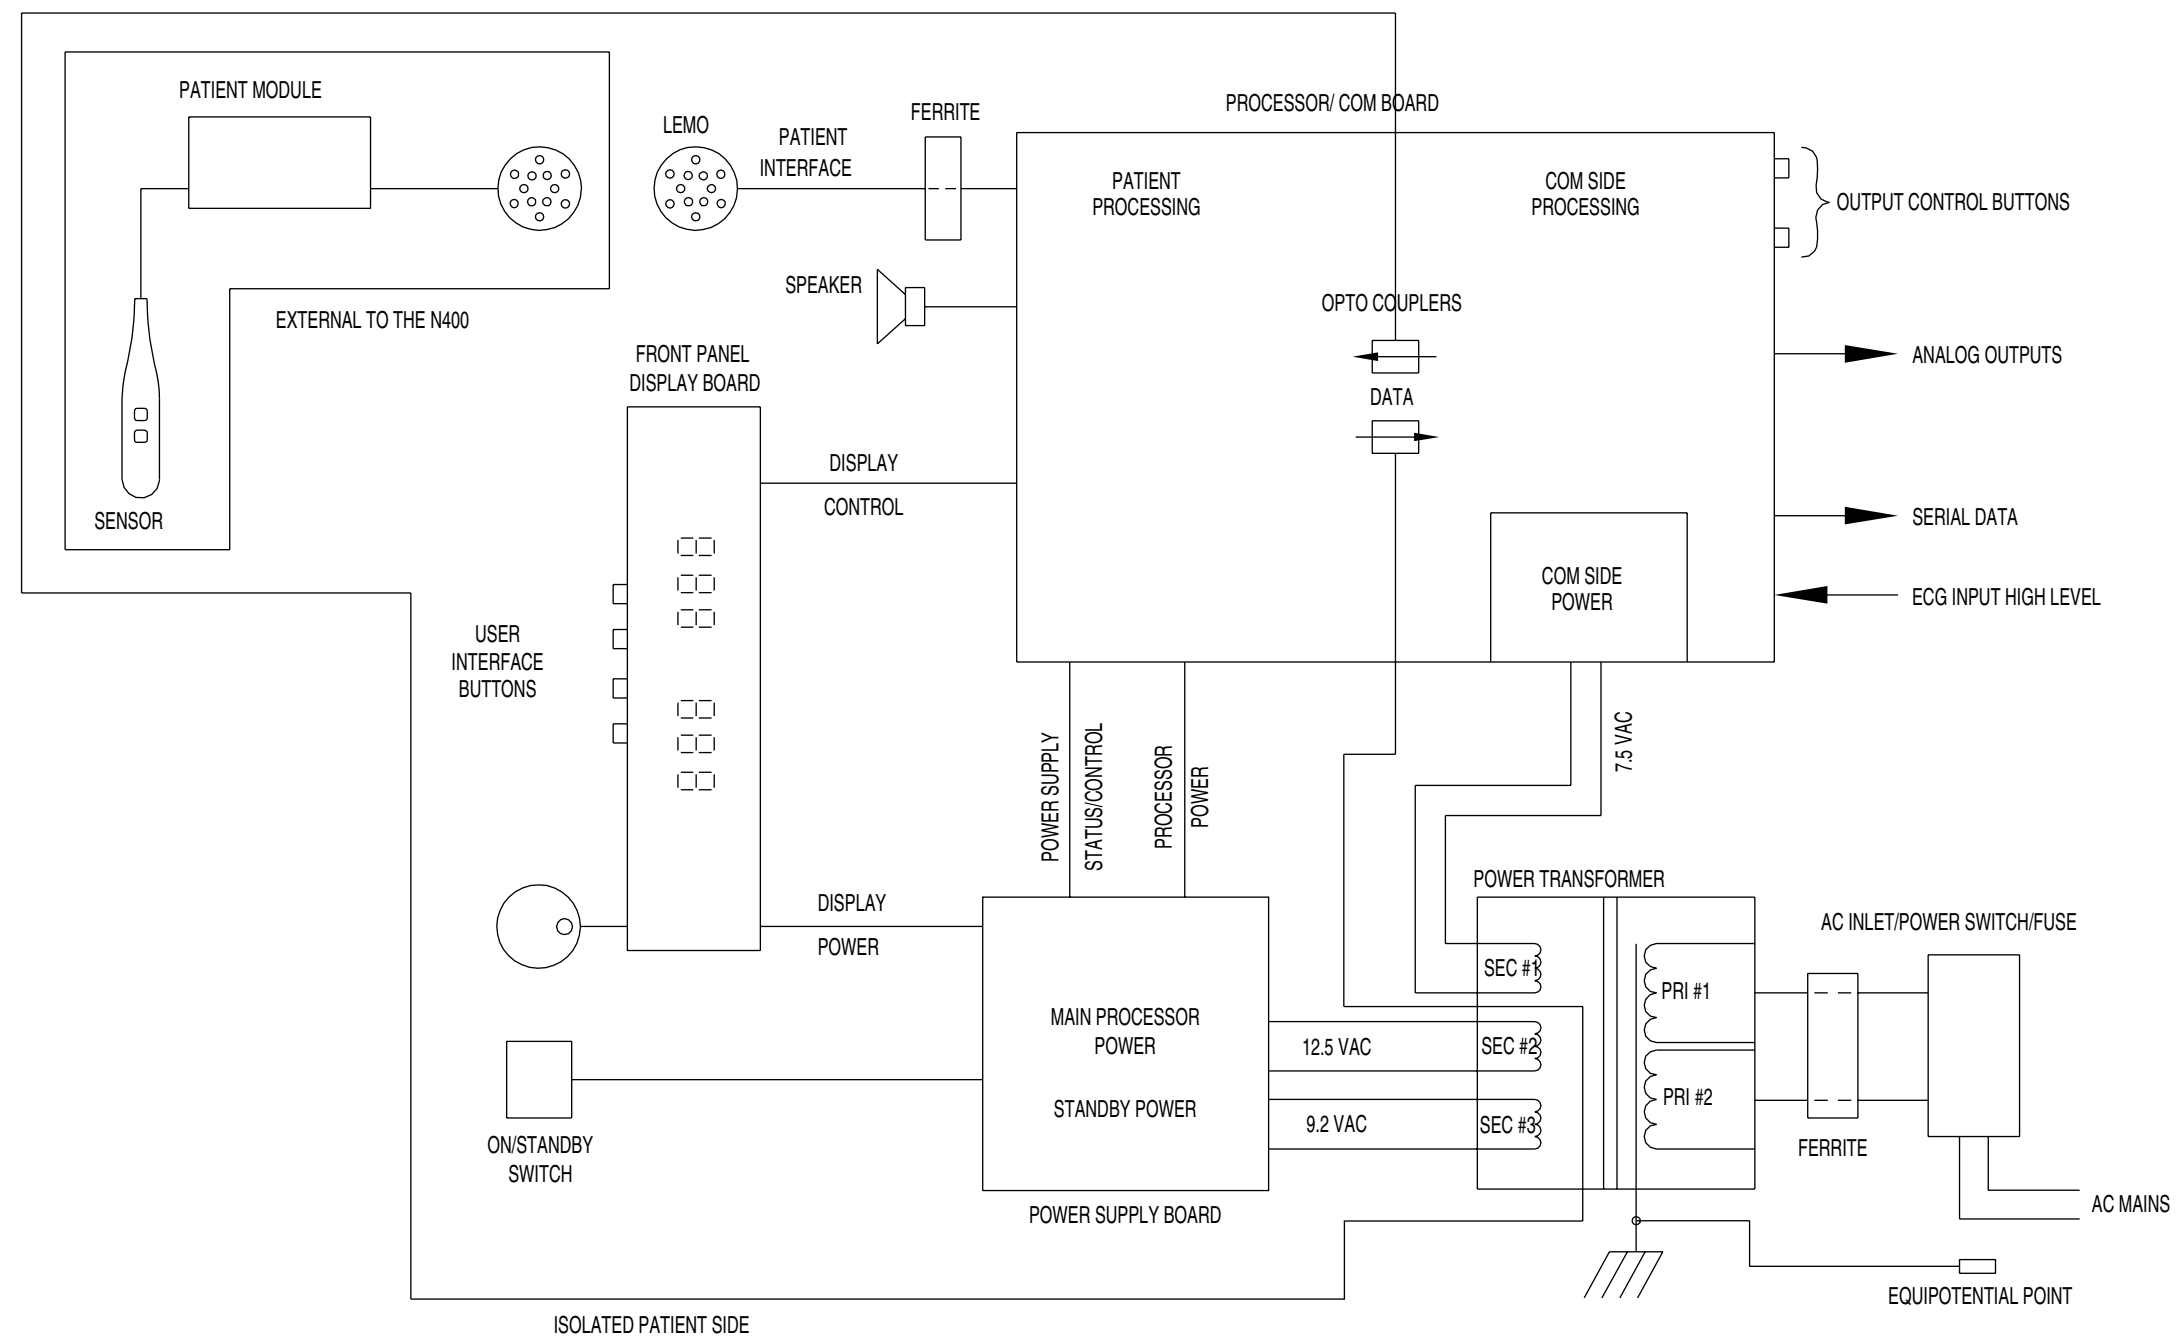 PATIENT MODULE
LEMO
PATIENT
INTERFACE
FERRITE
PROCESSOR/ COM BOARD
PATIENT
PROCESSING
COM SIDE
PROCESSING
OUTPUT CONTROL BUTTONS
SPEAKER
OPTO COUPLERS
EXTERNAL TO THE N400
FRONT PANEL
DISPLAY BOARD
DATA
ANALOG OUTPUTS
DISPLAY
CONTROL
SENSOR
SERIAL DATA
COM SIDE
POWER
ECG INPUT HIGH LEVEL
USER
INTERFACE
BUTTONS
POWER SUPPLY
STATUS/CONTROL
PROCESSOR
POWER
7.5 VAC
POWER TRANSFORMER
DISPLAY
POWER
AC INLET/POWER SWITCH/FUSE
SEC #1
PRI #1
MAIN PROCESSOR
POWER
12.5 VAC
SEC #2
STANDBY POWER
9.2 VAC
SEC #3
PRI #2
ON/STANDBY
SWITCH
FERRITE
POWER SUPPLY BOARD
AC MAINS
EQUIPOTENTIAL POINT
ISOLATED PATIENT SIDE